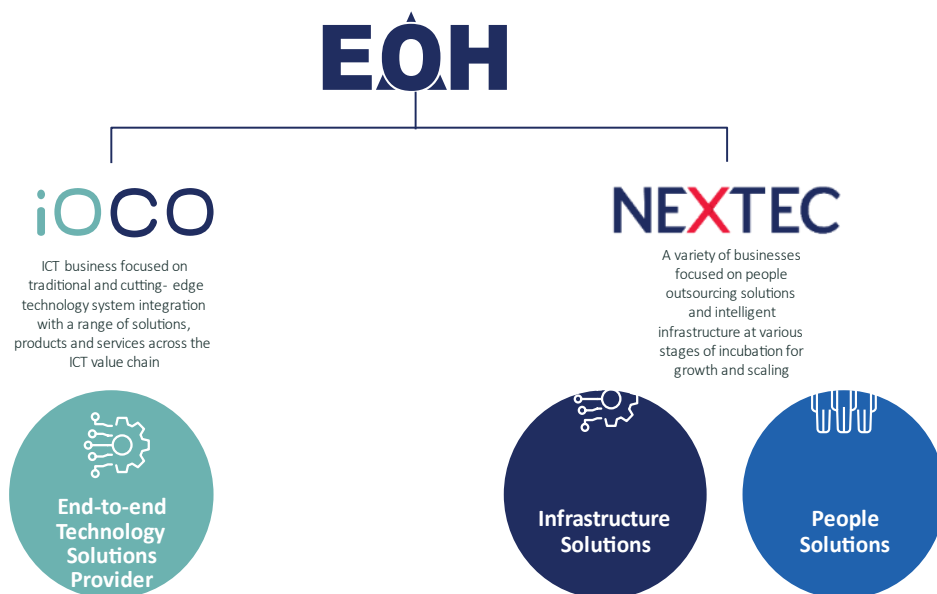 EOH
iOCO
ICT business focused on
traditional and cutting- edge
technology system integration
with a range of solutions,
products and services across the
ICT value chain
NEXTEC
A variety of businesses
focused on people
outsourcing solutions
and intelligent
infrastructure at various
stages of incubation for
growth and scaling
End-to-end
Technology
Solutions
Provider
Infrastructure
Solutions
People
Solutions